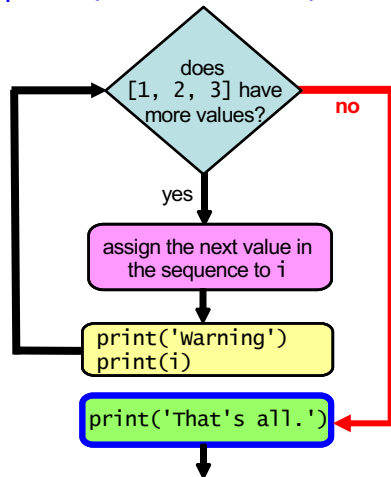 does
[1, 2, 3] have
more values?
no
yes
assign the next value in
the sequence to i
print('Warning')
print(i)
print('That's all.')